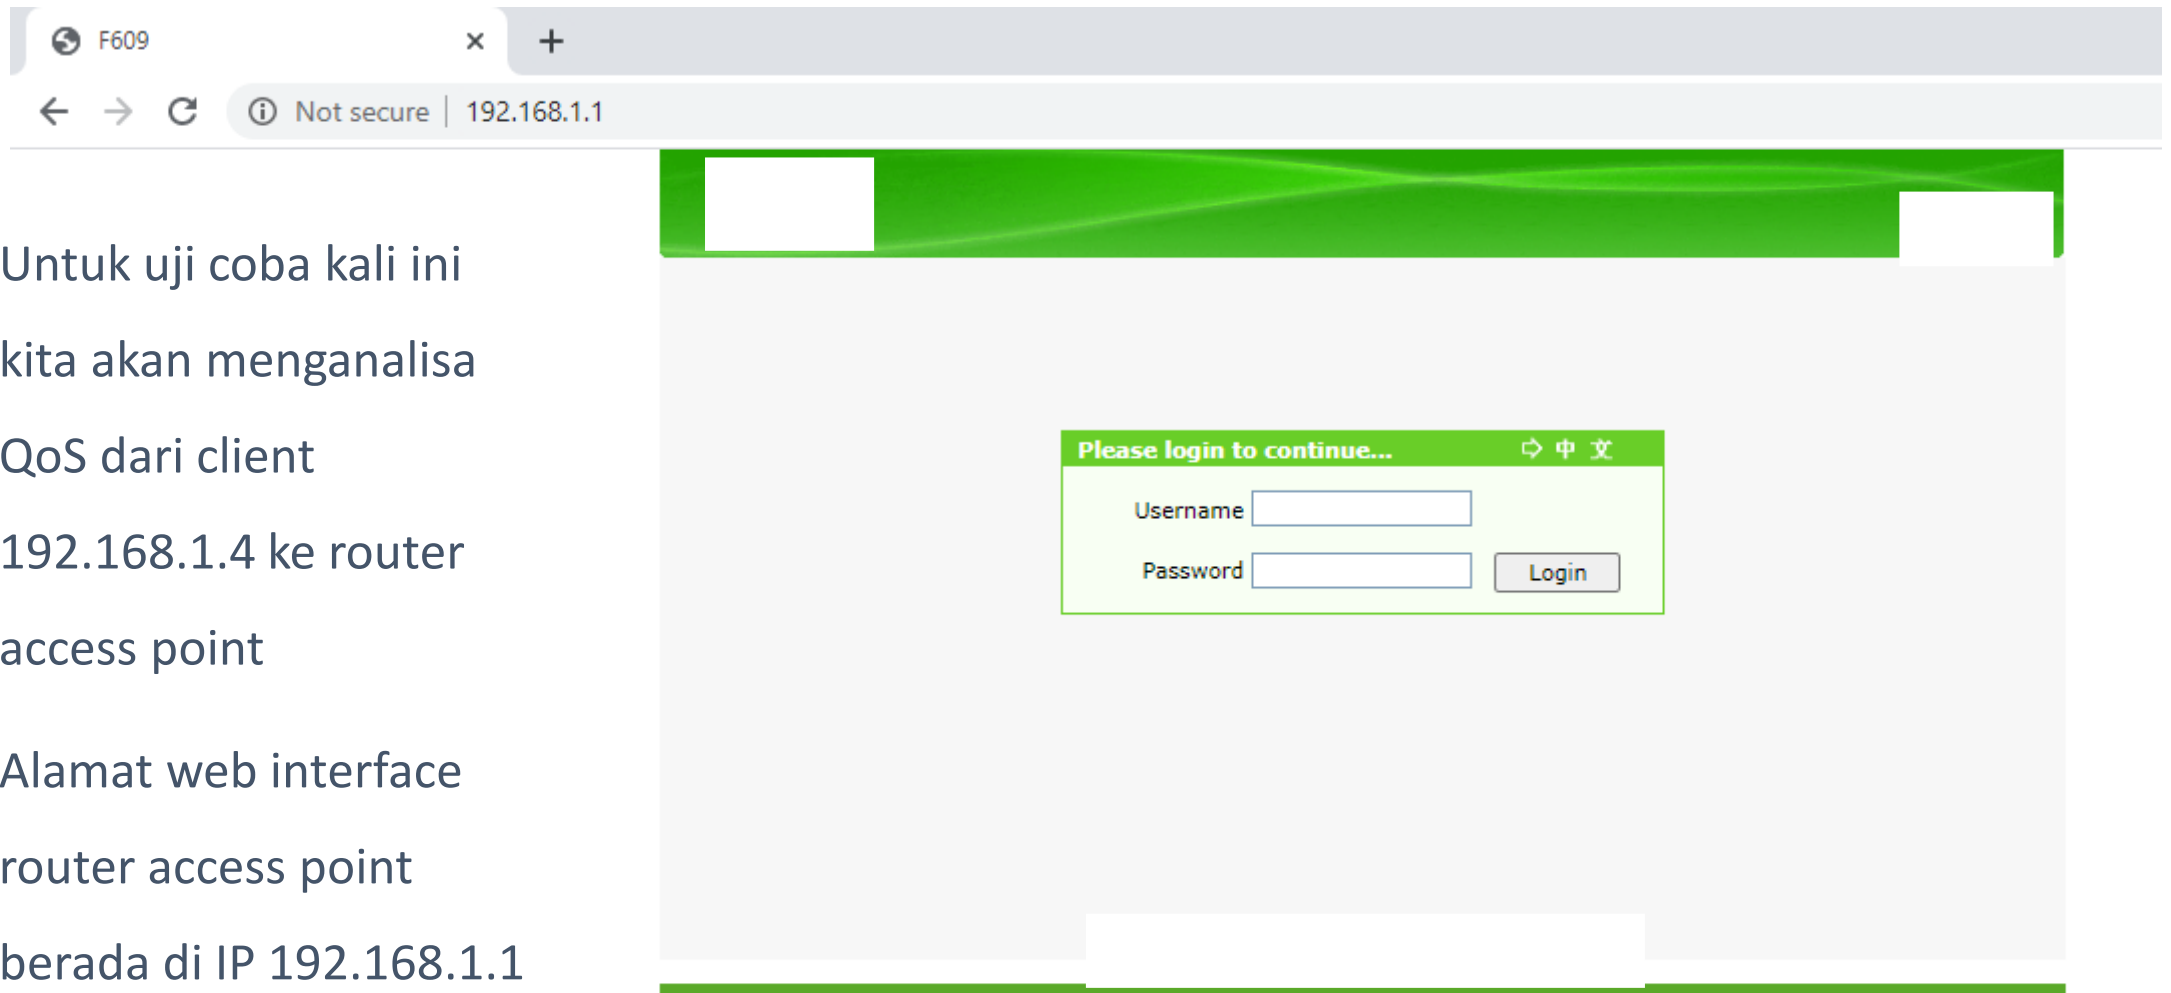 F609
Not secure 192.168.1.1
Untuk uji coba kali ini
kita akan menganalisa
QoS dari client
192.168.1.4 ke router
access point
Alamat web interface
router access point
berada di IP 192.168.1.1
Please login to continue... 中 文
Username
Password
Login